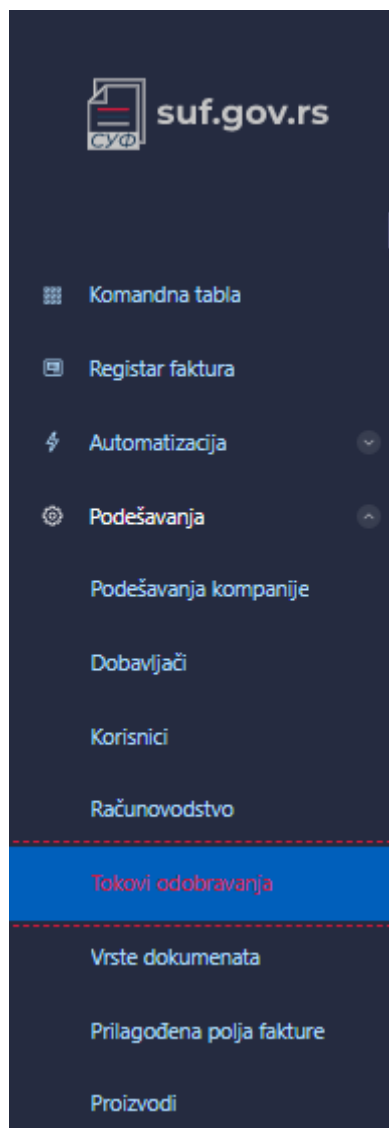 СУФ
suf.gov.rs
Komandna tabla
Registar faktura
Automatizacija
Podešavanja
Podešavanja kompanije
Dobavljači
Korisnici
Računovodstvo
Tokovi odobravanja
Vrste dokumenata
Prilagođena polja fakture
Proizvodi